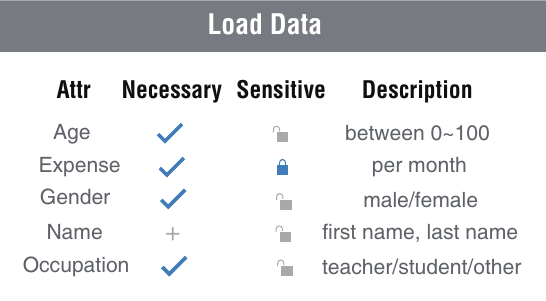 Load Data
Attr Necessary Sensitive Description
Age between 0~100
Expense per month
Gender male/female
Name + first name, last name
Occupation teacher/student/other